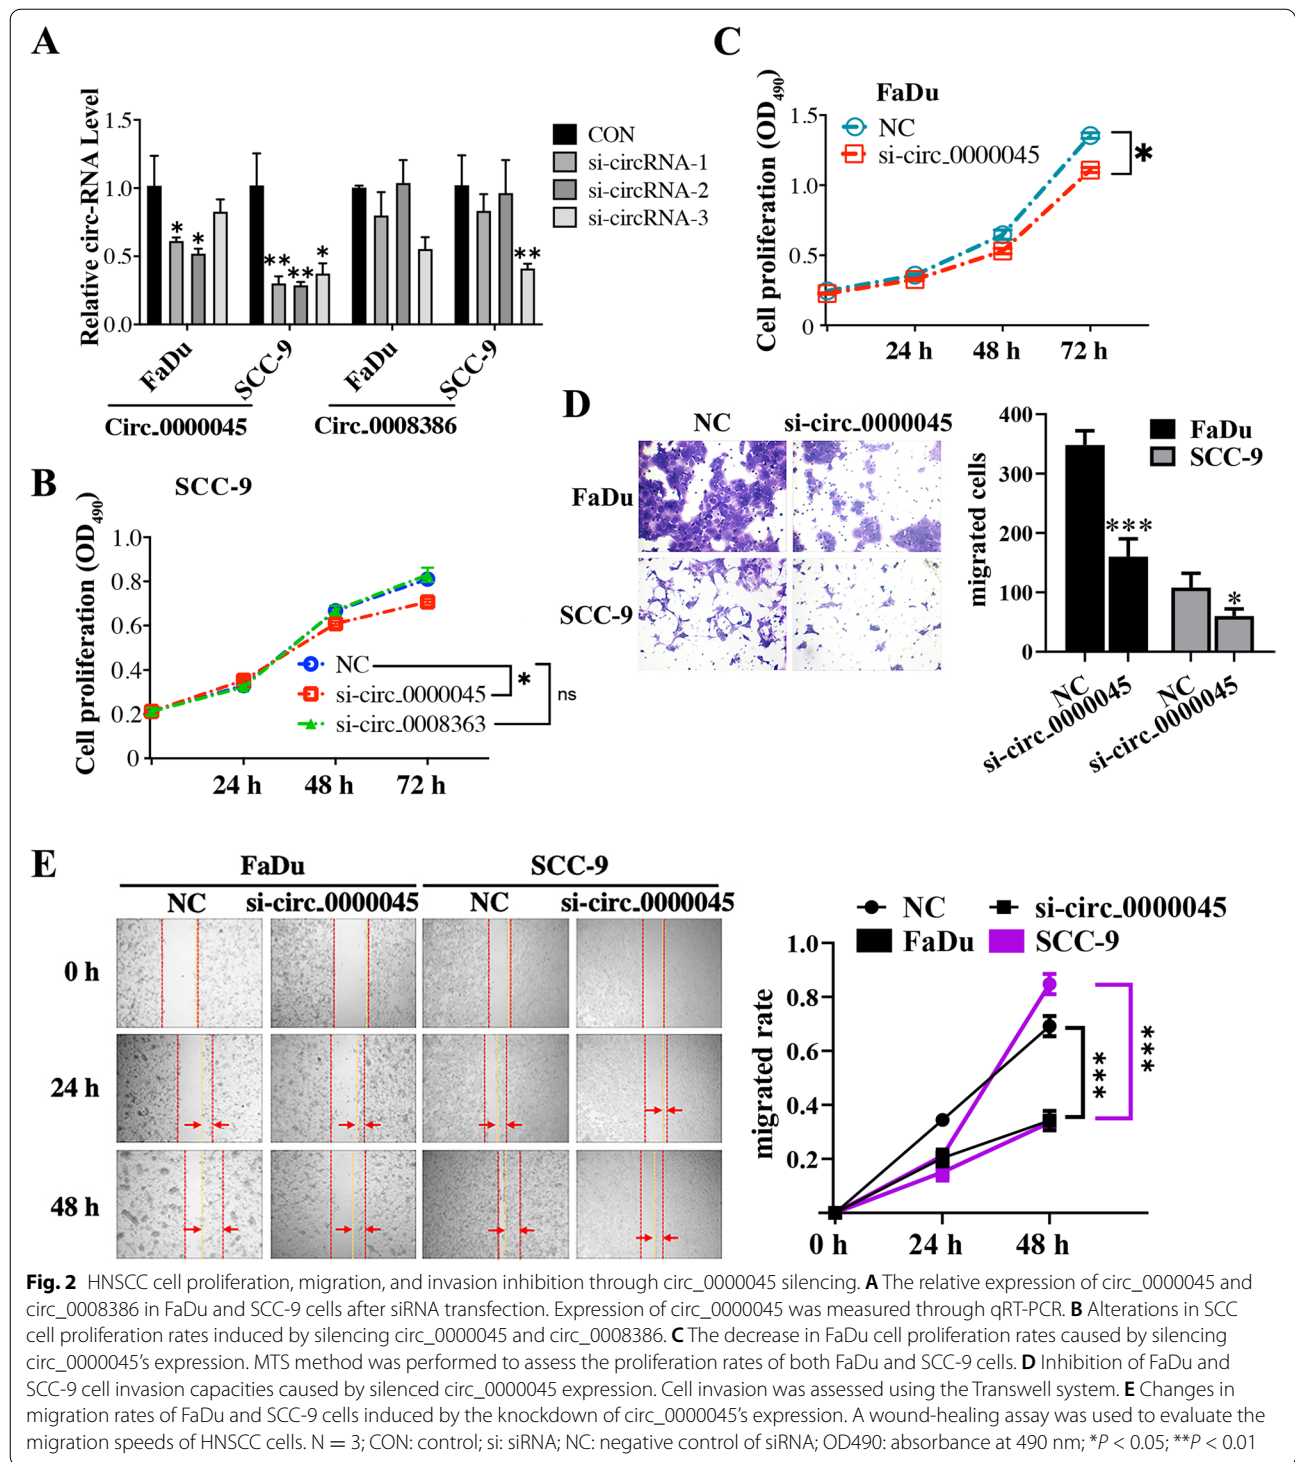 A
Relative circ-RNA Level
1.5
1.0
0.5
0.0
* *
** ** *
**
CON
si-circRNA-1
si-circRNA-2
si-circRNA-3
FaDu SCC-9 FaDu SCC-9
Circ_0000045 Circ_0008386
C
Cell proliferation (OD490)
FaDu
NC
si-circ_0000045
1.5
1.0
0.5
0
*
24 h 48 h 72 h
B
SCC-9
Cell proliferation (OD490)
1.0
0.8
0.6
0.4
0.2
0
NC
si-circ_0000045
si-circ_0008363
* ns
24 h 48 h 72 h
D
NC si-circ_0000045
FaDu
SCC-9
migrated cells
400
300
200
100
0
FaDu
SCC-9
***
*
NC si-circ_0000045 NC si-circ_0000045
E
FaDu SCC-9
NC si-circ_0000045 NC si-circ_0000045
0 h
24 h
48 h
NC si-circ_0000045
FaDu SCC-9
migrated rate
1.0
0.8
0.6
0.4
0.2
*** ***
0 h 24 h 48 h
Fig. 2 HNSCC cell proliferation, migration, and invasion inhibition through circ_0000045 silencing. A The relative expression of circ_0000045 and
circ_0008386 in FaDu and SCC-9 cells after siRNA transfection. Expression of circ_0000045 was measured through qRT-PCR. B Alterations in SCC
cell proliferation rates induced by silencing circ_0000045 and circ_0008386. C The decrease in FaDu cell proliferation rates caused by silencing
circ_0000045's expression. MTS method was performed to assess the proliferation rates of both FaDu and SCC-9 cells. D Inhibition of FaDu and
SCC-9 cell invasion capacities caused by silenced circ_0000045 expression. Cell invasion was assessed using the Transwell system. E Changes in
migration rates of FaDu and SCC-9 cells induced by the knockdown of circ_0000045's expression. A wound-healing assay was used to evaluate the
migration speeds of HNSCC cells. N = 3; CON: control; si: siRNA; NC: negative control of siRNA; OD490: absorbance at 490 nm; *P < 0.05; **P < 0.01